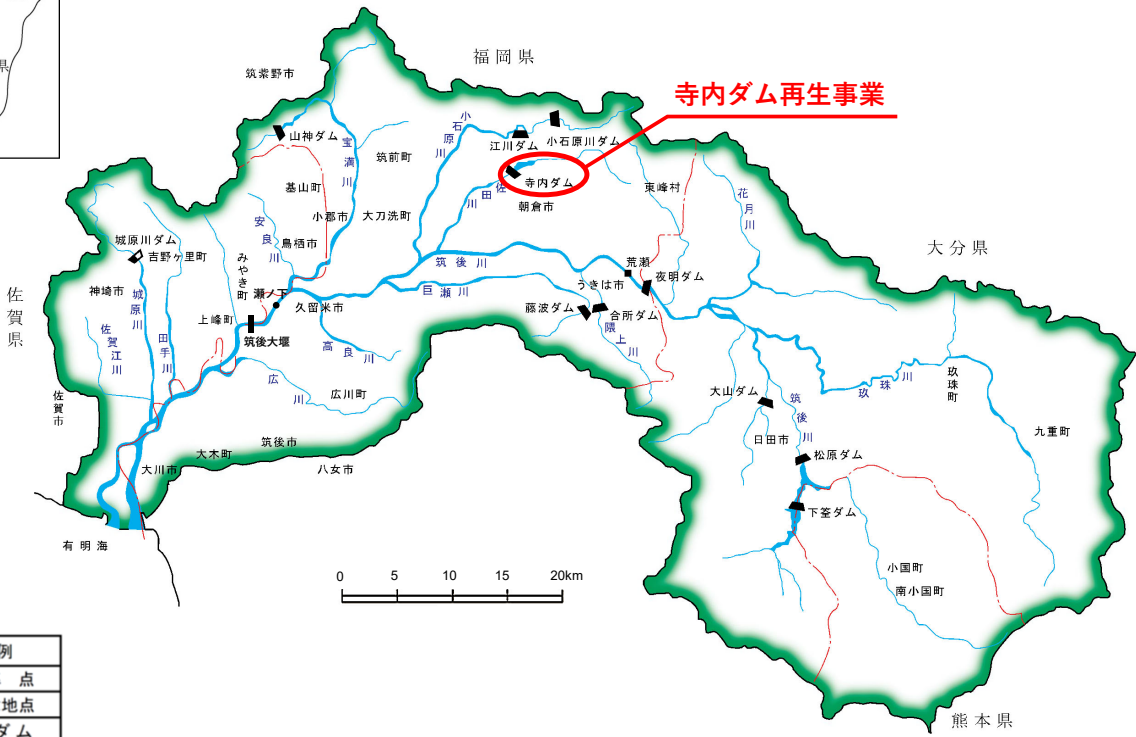 県
福岡県
筑紫野市
寺内ダム再生事業
山神ダム
宝満川
小石原川
江川ダム
小石原川ダム
筑前町
寺内ダム
佐田川
朝倉市
東峰村
花月川
基山町
小郡市
大刀洗町
安良川
鳥栖市
大分県
城原川ダム
吉野ヶ里町
みやき町
筑後川
荒瀬
夜明ダム
うきは市
巨瀬川
神埼市
城原川
瀬ノ下
久留米市
藤波ダム
合所ダム
隈上川
佐賀県
上峰町
筑後大堰
佐賀江川
田手川
高良川
広川
広川町
玖珠川
玖珠町
大山ダム
筑後川
日田市
九重町
佐賀市
筑後市
大木町
大川市
八女市
松原ダム
下筌ダム
有明海
0 5 10 15 20km
小国町
南小国町
熊本県
例
点
地点
ダム